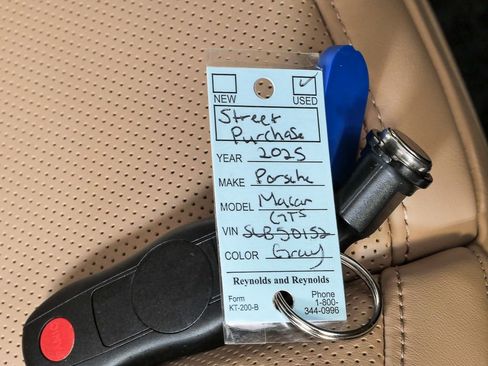 NEW USED
Street
Purchase
YEAR 2025
MAKE Porsche
MODEL Macan
GTS
VIN SLB50152
COLOR Gray
Reynolds and Reynolds
Form Phone
KT-200-B 1-800-
344-0996